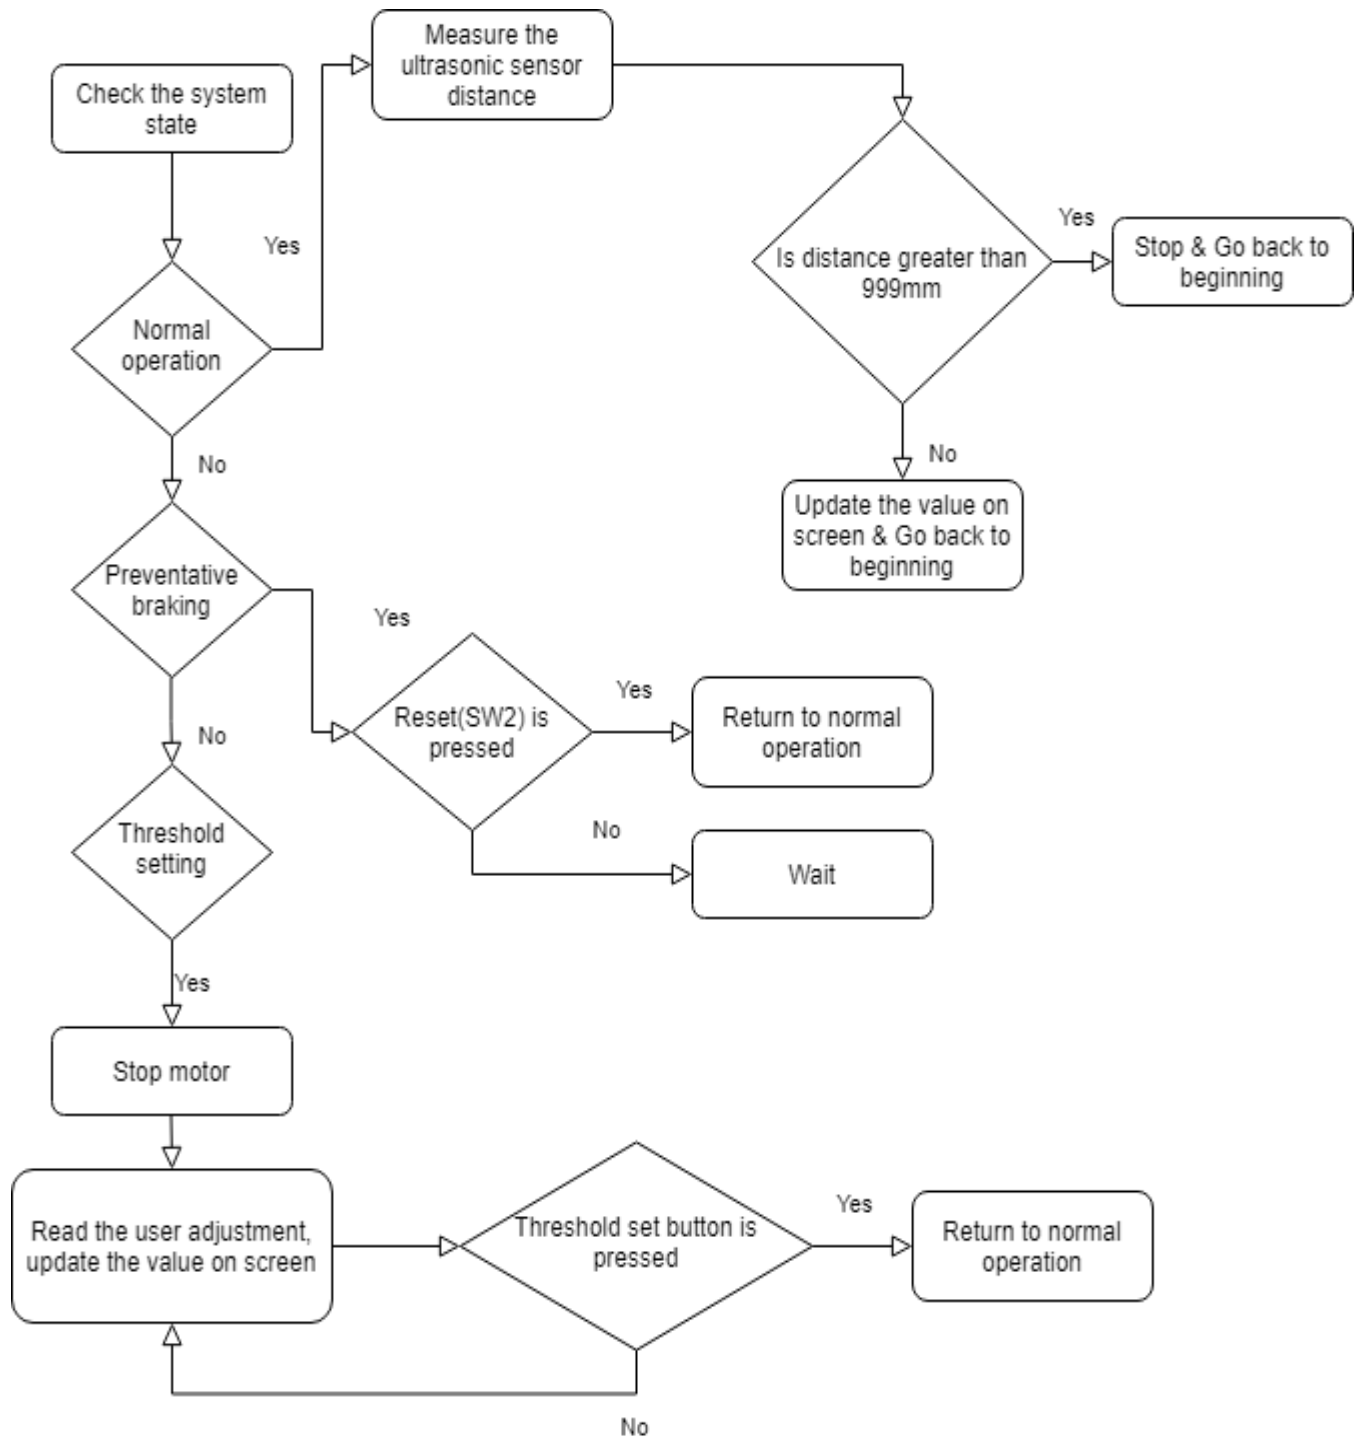 Measure the
ultrasonic sensor
distance
Check the system
state
Yes
Normal
operation
Is distance greater than
999mm
Yes
Stop & Go back to
beginning
No
No
Update the value on
screen & Go back to
beginning
Preventative
braking
Yes
Reset(SW2) is
pressed
Yes
Return to normal
operation
No
Threshold
setting
No
Wait
Yes
Stop motor
Read the user adjustment,
update the value on screen
Threshold set button is
pressed
Yes
Return to normal
operation
No